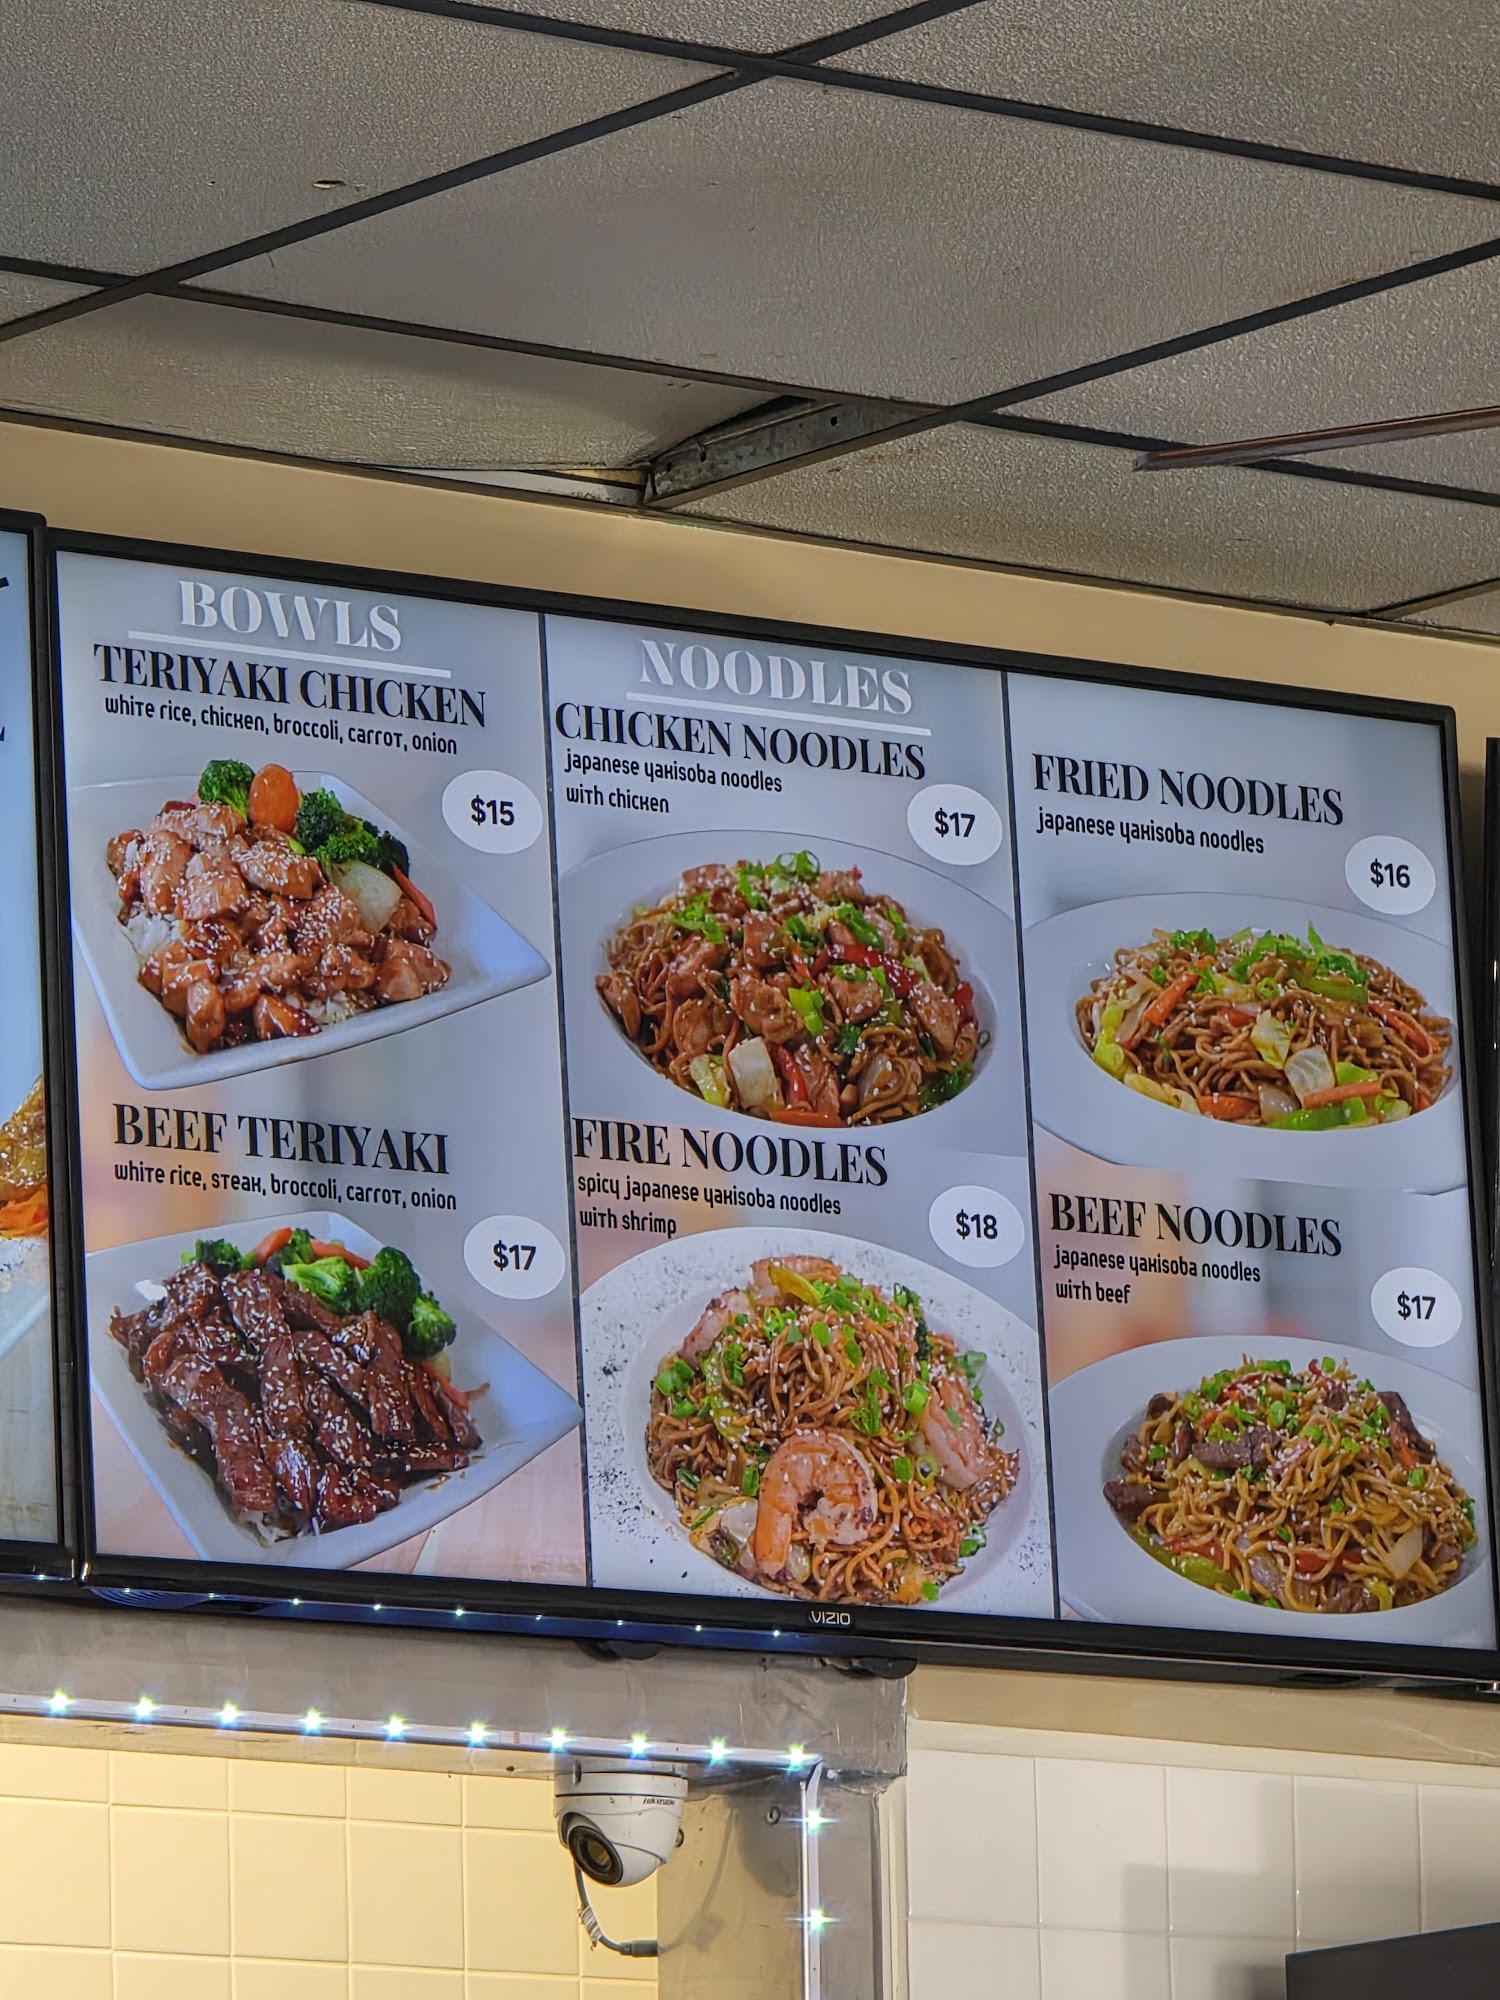 BOWLS
TERIYAKI CHICKEN
white rice, chicken, broccoli, carrot, onion
$15
BEEF TERIYAKI
white rice, steak, broccoli, carrot, onion
$17
NOODLES
CHICKEN NOODLES
japanese yakisoba noodles
with chicken
$17
FIRE NOODLES
spicy japanese yakisoba noodles
with shrimp
$18
FRIED NOODLES
japanese yakisoba noodles
$16
BEEF NOODLES
japanese yakisoba noodles
with beef
$17
VIZIO
HIKVISION